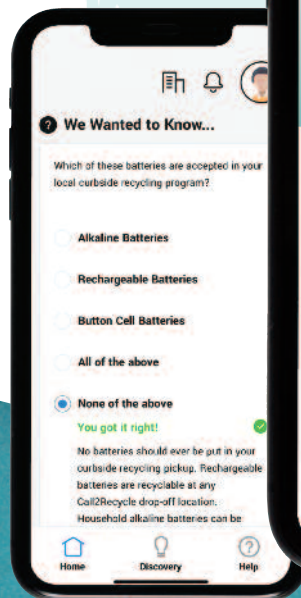 ? We Wanted to Know...
Which of these batteries are accepted in your
local curbside recycling program?
Alkaline Batteries
Rechargeable Batteries
Button Cell Batteries
All of the above
None of the above
You got it right!
No batteries should ever be put in your
curbside recycling pickup. Rechargeable
batteries are recyclable at any
Call2Recycle drop-off location.
Household alkaline batteries can be
Home Discovery Help